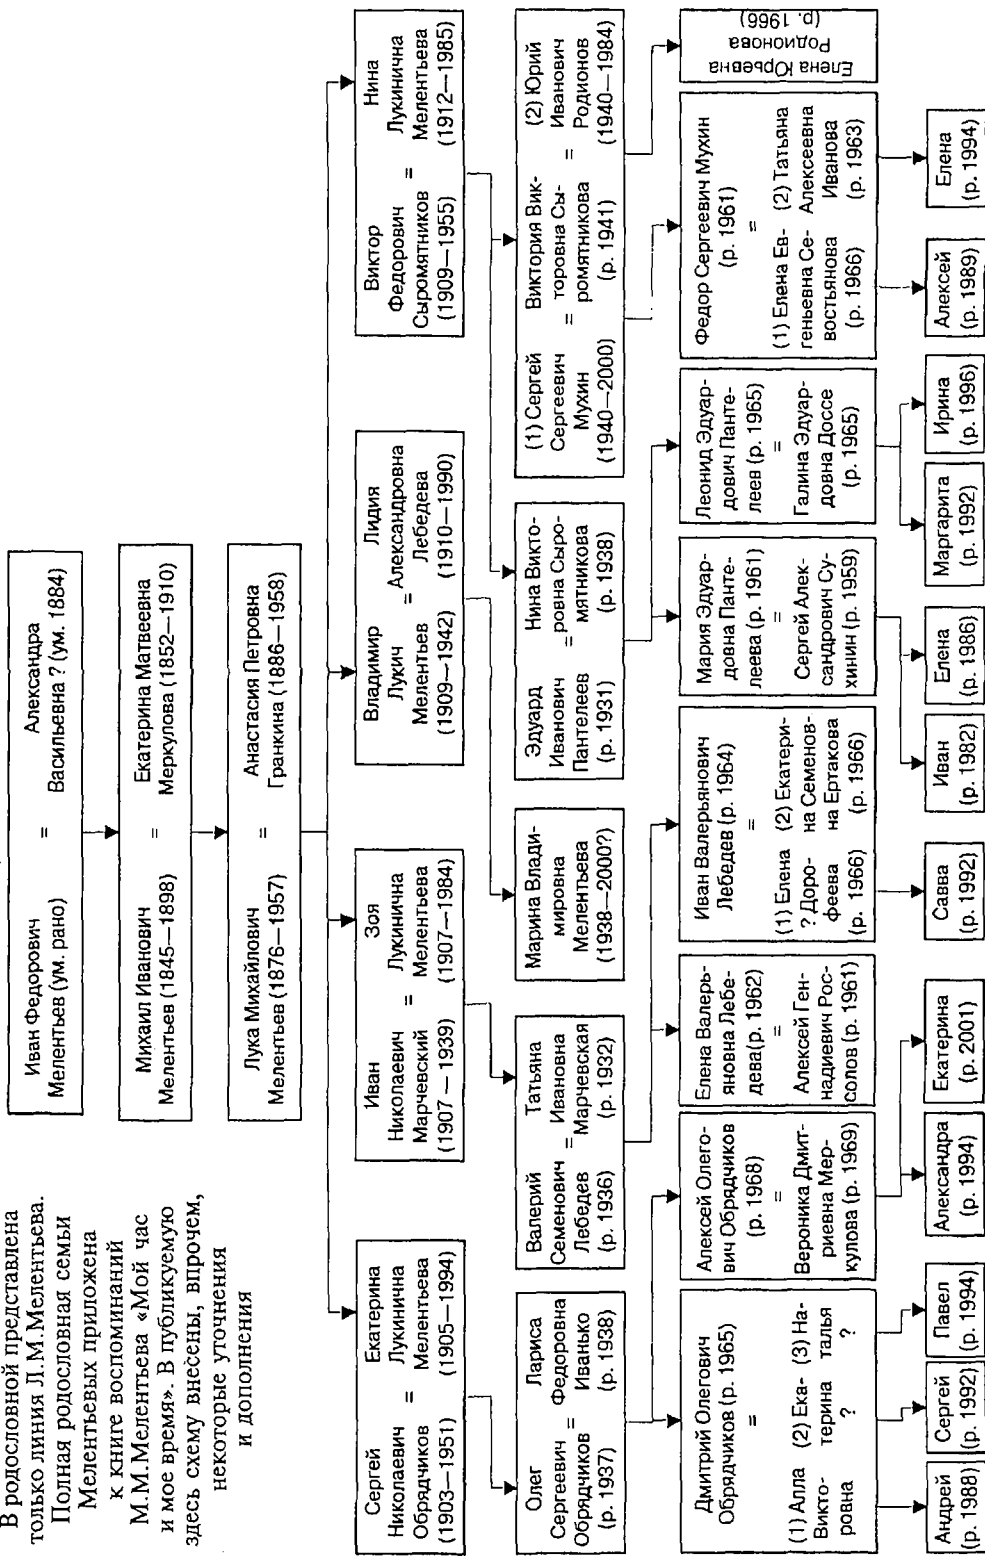 В родословной представлена
только линия Л.М.Мелентьева.
Полная родословная семьи
Мелентьевых приложена
к книге воспоминаний
М.М.Мелентьева «Мой час
и мое время». В публикуемую
здесь схему внесены, впрочем,
некоторые уточнения
и дополнения
Иван Федорович
Мелентьев (ум. рано)
=
Александра
Васильевна ? (ум. 1884)
Михаил Иванович
Мелентьев (1845—1898)
=
Екатерина Матвеевна
Меркулова (1852—1910)
Лука Михайлович
Мелентьев (1876—1957)
=
Анастасия Петровна
Гранкина (1886—1958)
Сергей
Николаевич
Обрядчиков
(1903—1951)
=
Екатерина
Лукинична
Мелентьева
(1905—1994)
Иван
Николаевич
Марчевский
(1907 — 1939)
=
Зоя
Лукинична
Мелентьева
(1907—1984)
Владимир
Лукич
Мелентьев
(1909—1942)
=
Лидия
Александровна
Лебедева
(1910—1990)
Виктор
Федорович
Сыромятников
(1909—1955)
=
Нина
Лукинична
Мелентьева
(1912—1985)
Олег
Сергеевич
Обрядчиков
(р. 1937)
=
Лариса
Федоровна
Иванько
(р. 1938)
Валерий
Семенович
Лебедев
(р. 1936)
=
Татьяна
Ивановна
Марчевская
(р. 1932)
Марина Влади-
мировна
Мелентьева
(1938—2000?)
Эдуард
Иванович
Пантелеев
(р. 1931)
=
Нина Викто-
ровна Сыро-
мятникова
(р. 1938)
(1) Сергей
Сергеевич
Мухин
(1940—2000)
=
Виктория Вик-
торовна Сы-
ромятникова
(р. 1941)
=
(2) Юрий
Иванович
Родионов
(1940—1984)
Дмитрий Олегович
Обрядчиков (р. 1965)
=
(1) Алла
Викто-
ровна
(2) Ека-
терина
?
(3) На-
талья
?
Алексей Олего-
вич Обрядчиков
(р. 1968)
=
Вероника Дмит-
риевна Мер-
кулова (р. 1969)
Елена Валерь-
яновна Лебе-
дева(р. 1962)
=
Алексей Ген-
надиевич Рос-
солов (р. 1961)
Иван Валерьянович
Лебедев (р. 1964)
=
(1) Елена
? Доро-
феева
(р. 1966)
(2) Екатери-
на Семенов-
на Ертакова
(р. 1966)
Мария Эдуар-
довна Панте-
леева (р. 1961)
=
Сергей Алек-
сандрович Су-
хинин (р. 1959)
Леонид Эдуар-
дович Панте-
леев (р. 1965)
=
Галина Эдуар-
довна Доссе
(р. 1965)
Федор Сергеевич Мухин
(р. 1961)
=
(1) Елена Ев-
геньевна Се-
востьянова
(р. 1966)
(2) Татьяна
Алексеевна
Иванова
(р. 1963)
Елена Юрьевна
Родионова
(р. 1966)
Андрей
(р. 1988)
Сергей
(р. 1992)
Павел
(р. 1994)
Александра
(р. 1994)
Екатерина
(р. 2001)
Савва
(р. 1992)
Иван
(р. 1982)
Елена
(р. 1986)
Маргарита
(р. 1992)
Ирина
(р. 1996)
Алексей
(р. 1989)
Елена
(р. 1994)